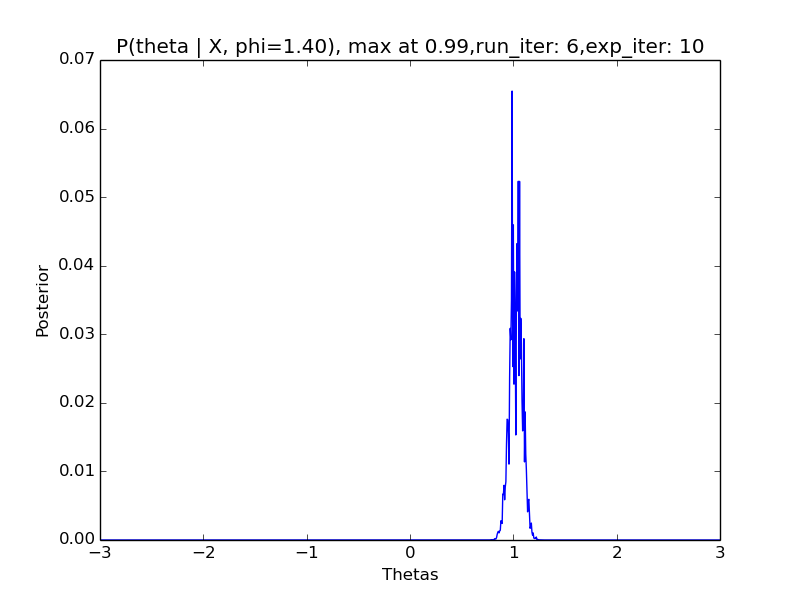 P(theta | X, phi=1.40), max at 0.99,run_iter: 6,exp_iter: 10
0.07
0.06
0.05
0.04
0.03
0.02
0.01
0.00
Posterior
−3 −2 −1 0 1 2 3
Thetas